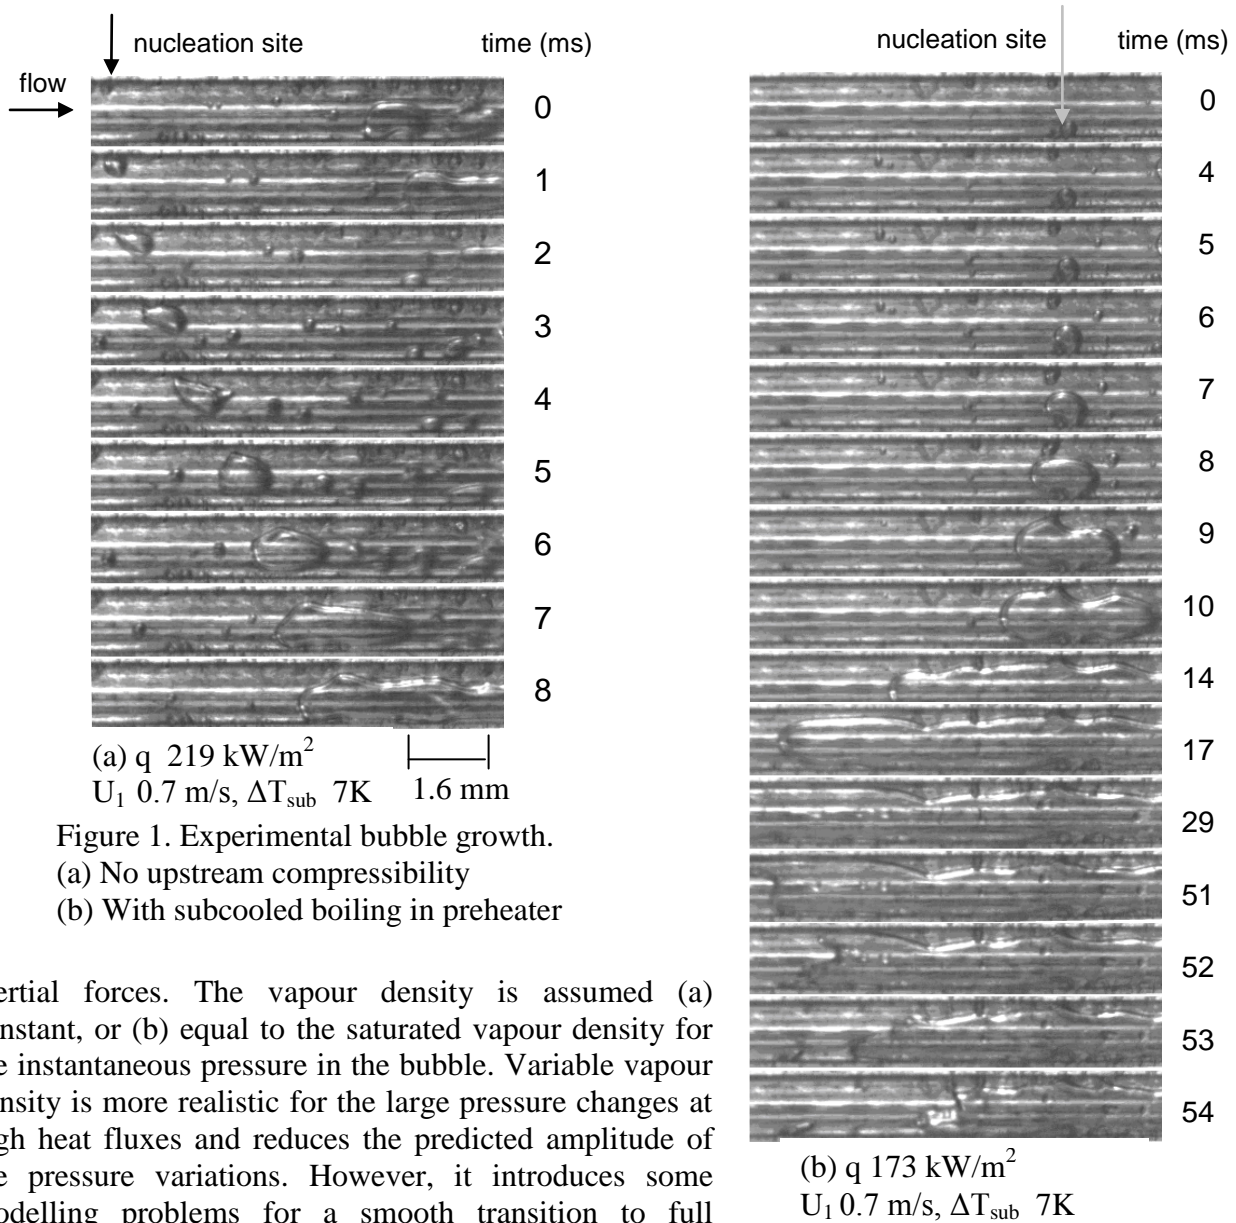 nucleation site time (ms)
flow
0
1
2
3
4
5
6
7
8
(a) q 219 kW/m²
U₁ 0.7 m/s, ΔTsub 7K 1.6 mm
Figure 1. Experimental bubble growth.
(a) No upstream compressibility
(b) With subcooled boiling in preheater
ertial forces. The vapour density is assumed (a)
nstant, or (b) equal to the saturated vapour density for
e instantaneous pressure in the bubble. Variable vapour
nsity is more realistic for the large pressure changes at
gh heat fluxes and reduces the predicted amplitude of
e pressure variations. However, it introduces some
odelling problems for a smooth transition to full
nucleation site time (ms)
0
4
5
6
7
8
9
10
14
17
29
51
52
53
54
(b) q 173 kW/m²
U₁ 0.7 m/s, ΔTsub 7K